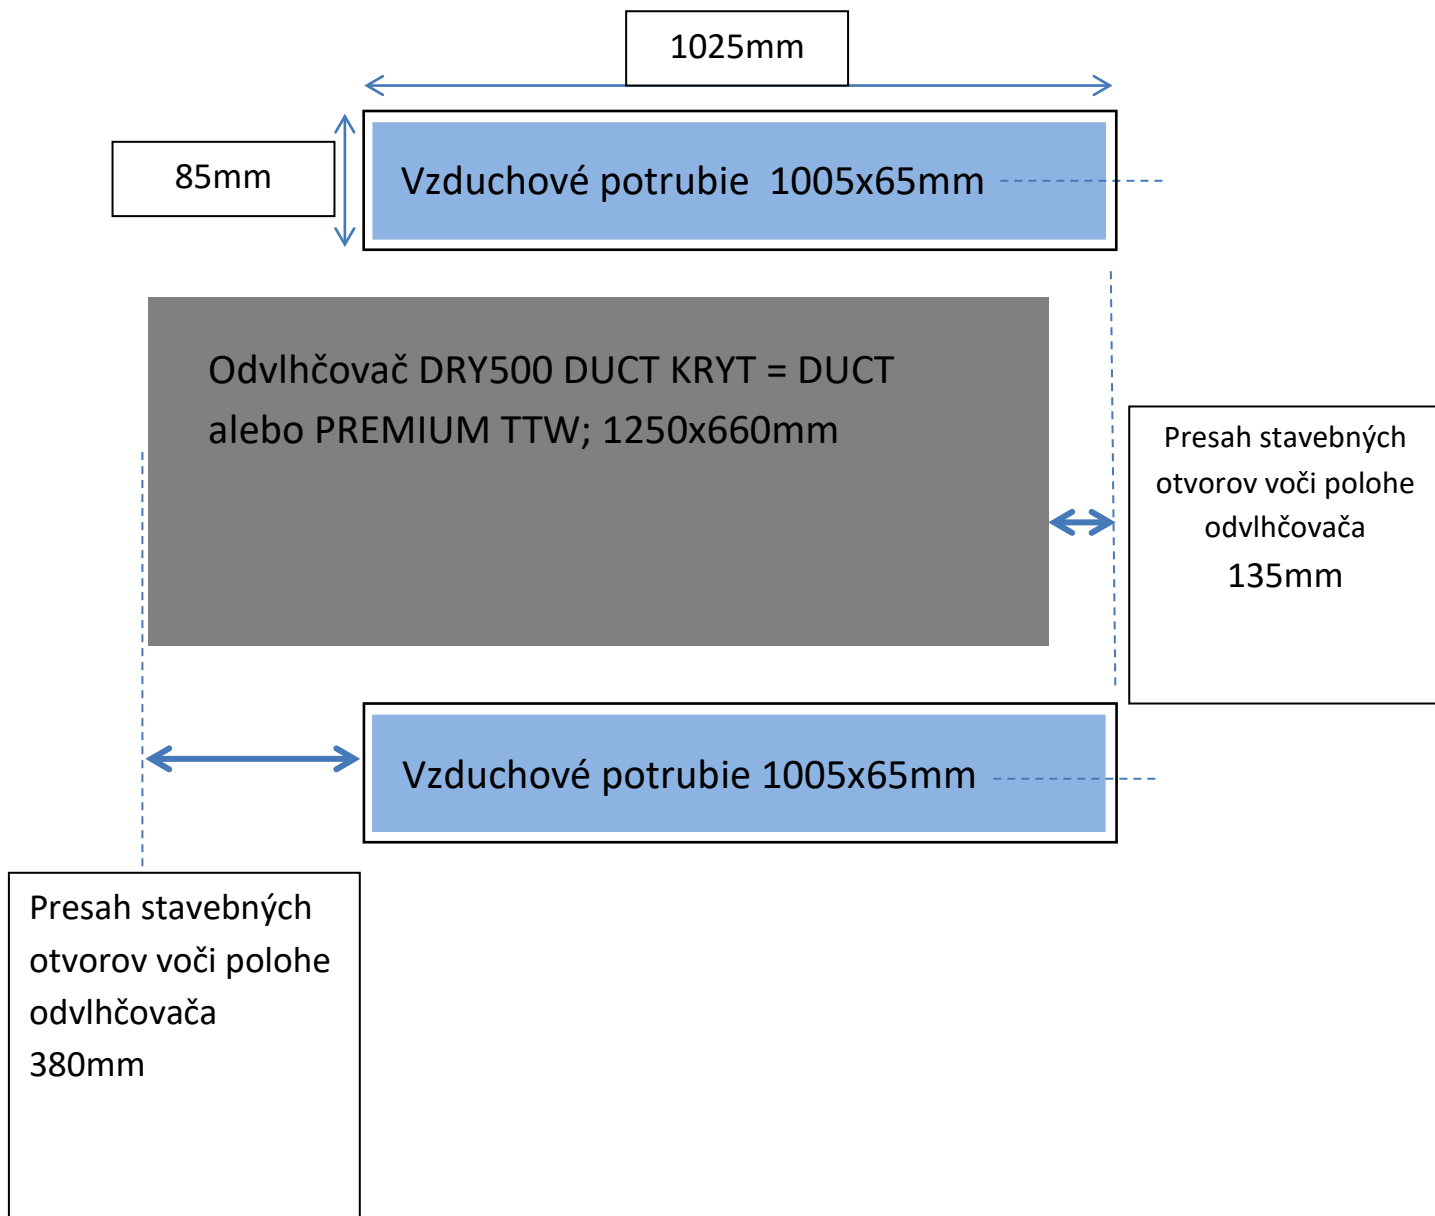 1025mm
85mm
Vzduchové potrubie  1005x65mm
Odvlhčovač DRY500 DUCT KRYT = DUCT
alebo PREMIUM TTW; 1250x660mm
Presah stavebných
otvorov voči polohe
odvlhčovača
135mm
Vzduchové potrubie 1005x65mm
Presah stavebných
otvorov voči polohe
odvlhčovača
380mm